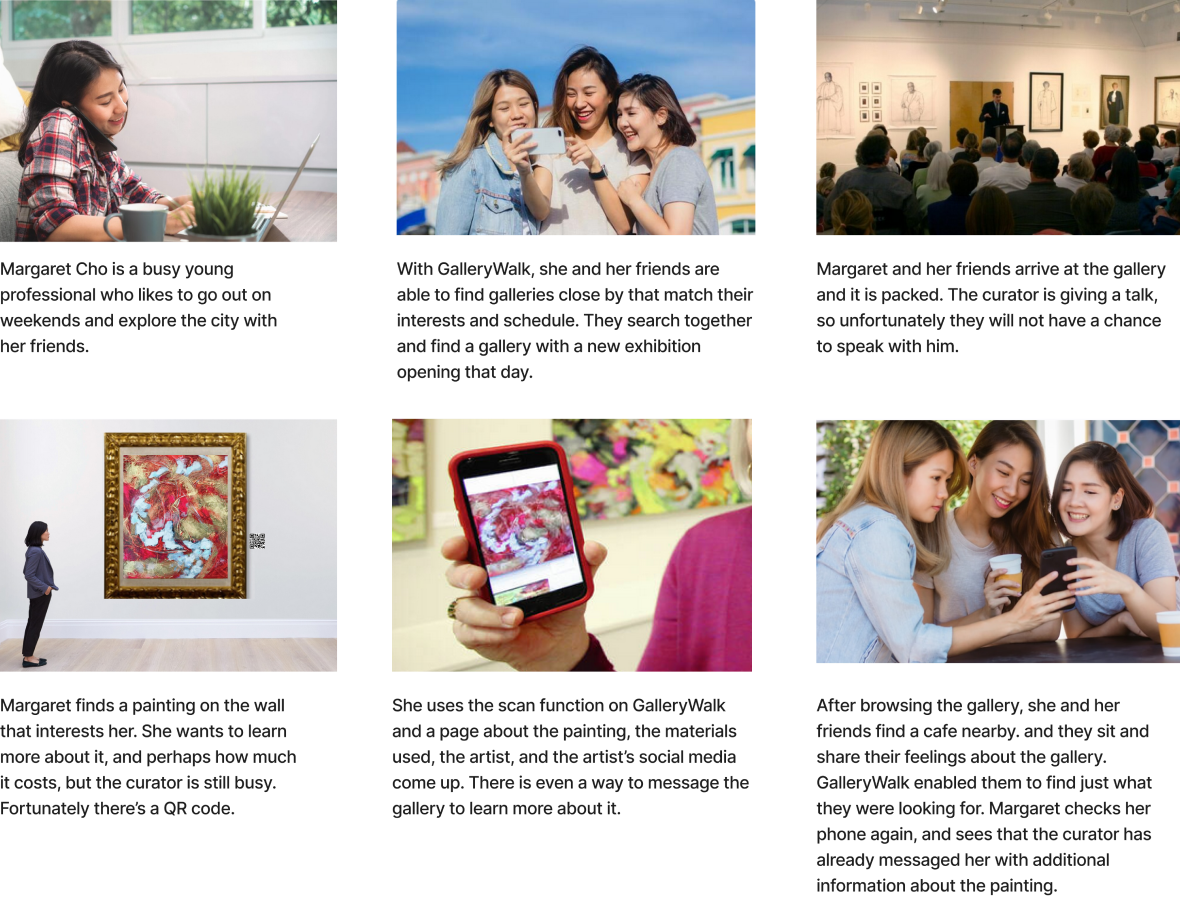 Margaret Cho is a busy young
professional who likes to go out on
weekends and explore the city with
her friends.
With GalleryWalk, she and her friends are
able to find galleries close by that match their
interests and schedule. They search together
and find a gallery with a new exhibition
opening that day.
Margaret and her friends arrive at the gallery
and it is packed. The curator is giving a talk,
so unfortunately they will not have a chance
to speak with him.
Margaret finds a painting on the wall
that interests her. She wants to learn
more about it, and perhaps how much
it costs, but the curator is still busy.
Fortunately there's a QR code.
She uses the scan function on GalleryWalk
and a page about the painting, the materials
used, the artist, and the artist's social media
come up. There is even a way to message the
gallery to learn more about it.
After browsing the gallery, she and her
friends find a cafe nearby. and they sit and
share their feelings about the gallery.
GalleryWalk enabled them to find just what
they were looking for. Margaret checks her
phone again, and sees that the curator has
already messaged her with additional
information about the painting.